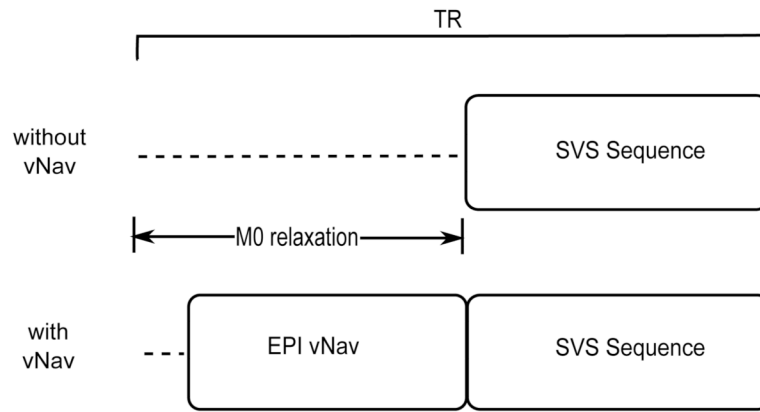 TR
without
vNav
SVS Sequence
M0 relaxation
with
vNav
EPI vNav
SVS Sequence